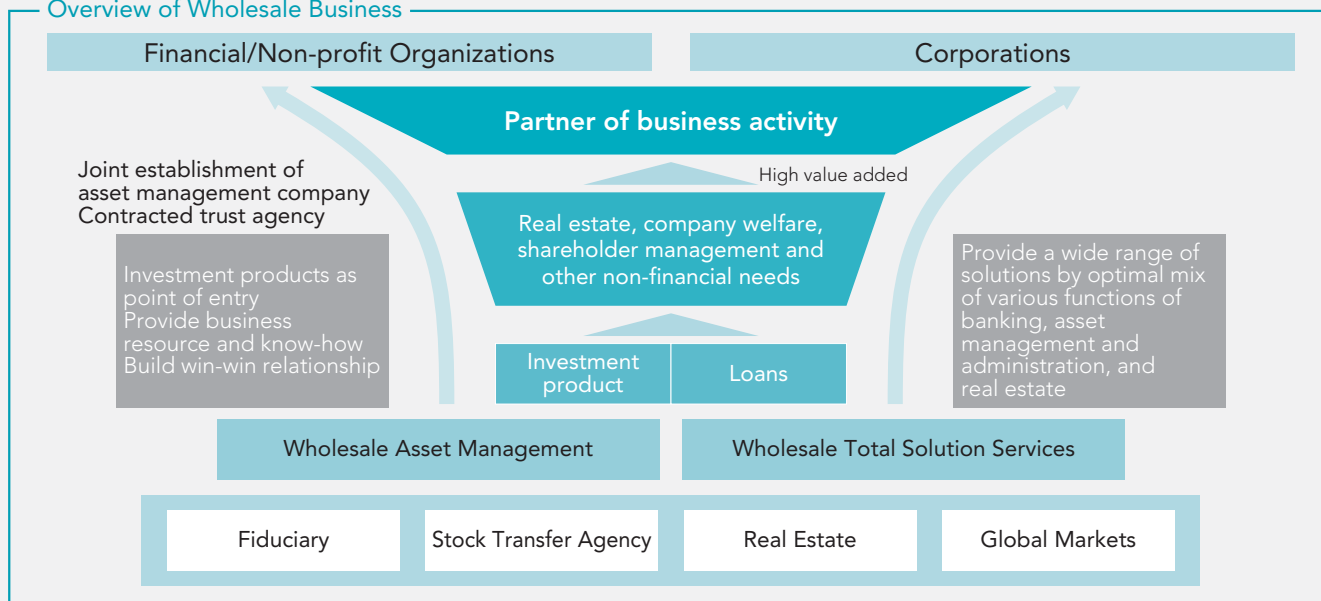 Overview of Wholesale Business
Financial/Non-profit Organizations
Corporations
Partner of business activity
Joint establishment of
asset management company
Contracted trust agency
High value added
Investment products as
point of entry
Provide business
resource and know-how
Build win-win relationship
Real estate, company welfare,
shareholder management and
other non-financial needs
Provide a wide range of
solutions by optimal mix
of various functions of
banking, asset
management and
administration, and
real estate
Investment
product
Loans
Wholesale Asset Management
Wholesale Total Solution Services
Fiduciary
Stock Transfer Agency
Real Estate
Global Markets